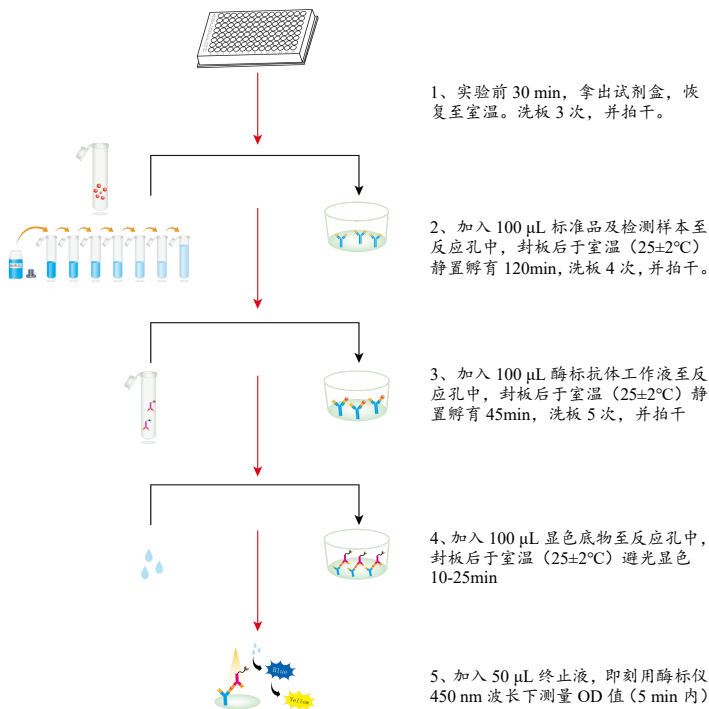 1、实验前 30 min，拿出试剂盒，恢
复至室温。洗板 3 次，并拍干。
2、加入 100 μL 标准品及检测样本至
反应孔中，封板后于室温（25±2℃）
静置孵育 120min，洗板 4 次，并拍干。
3、加入 100 μL 酶标抗体工作液至反
应孔中，封板后于室温（25±2℃）静
置孵育 45min，洗板 5 次，并拍干
4、加入 100 μL 显色底物至反应孔中，
封板后于室温（25±2℃）避光显色
10-25min
Blue
Yellow
5、加入 50 μL 终止液，即刻用酶标仪
450 nm 波长下测量 OD 值（5 min 内）